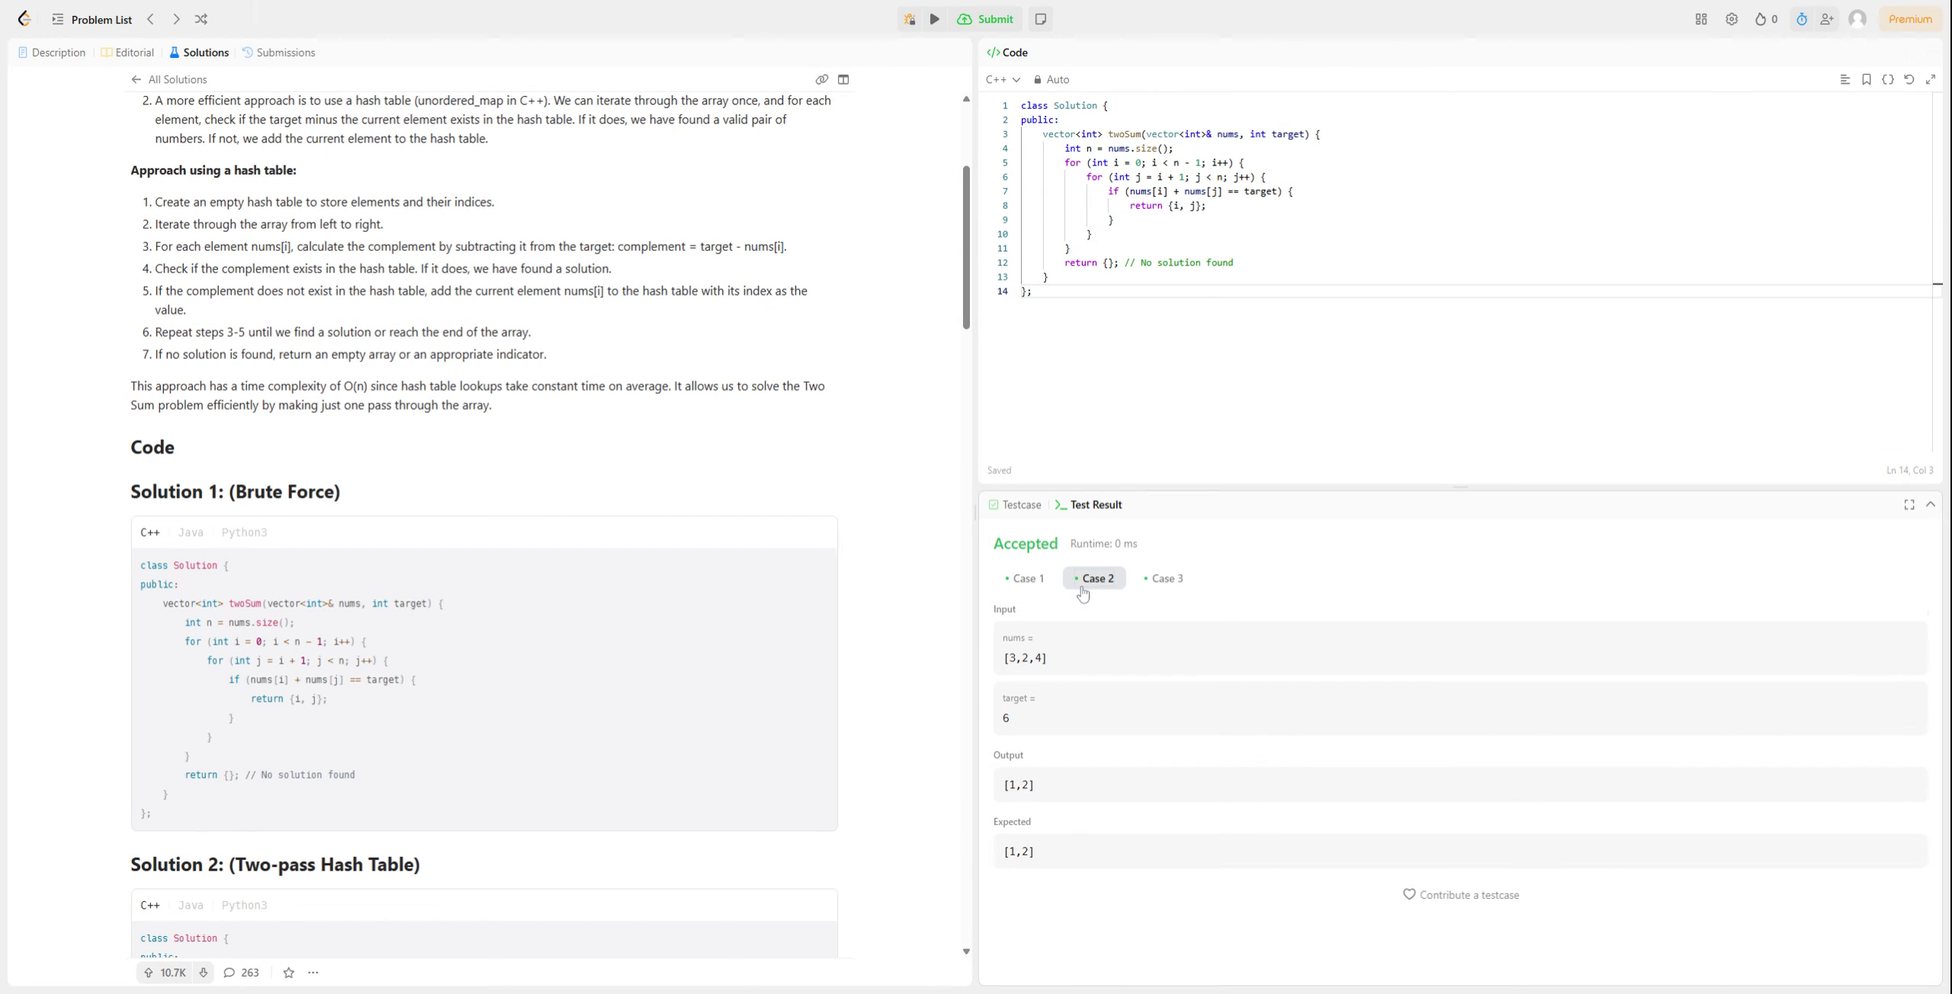 Problem List
Submit
0
Premium
Description
Editorial
Solutions
Submissions
All Solutions
2. A more efficient approach is to use a hash table (unordered_map in C++). We can iterate through the array once, and for each
element, check if the target minus the current element exists in the hash table. If it does, we have found a valid pair of
numbers. If not, we add the current element to the hash table.
Approach using a hash table:
1. Create an empty hash table to store elements and their indices.
2. Iterate through the array from left to right.
3. For each element nums[i], calculate the complement by subtracting it from the target: complement = target - nums[i].
4. Check if the complement exists in the hash table. If it does, we have found a solution.
5. If the complement does not exist in the hash table, add the current element nums[i] to the hash table with its index as the
value.
6. Repeat steps 3-5 until we find a solution or reach the end of the array.
7. If no solution is found, return an empty array or an appropriate indicator.
This approach has a time complexity of O(n) since hash table lookups take constant time on average. It allows us to solve the Two
Sum problem efficiently by making just one pass through the array.
Code
Solution 1: (Brute Force)
C++ Java Python3
class Solution {
public:
    vector<int> twoSum(vector<int>& nums, int target) {
        int n = nums.size();
        for (int i = 0; i < n - 1; i++) {
            for (int j = i + 1; j < n; j++) {
                if (nums[i] + nums[j] == target) {
                    return {i, j};
                }
            }
        }
        return {}; // No solution found
    }
};
Solution 2: (Two-pass Hash Table)
C++ Java Python3
class Solution {
public:
10.7K
263
Code
C++
Auto
1 class Solution {
2 public:
3     vector<int> twoSum(vector<int>& nums, int target) {
4         int n = nums.size();
5         for (int i = 0; i < n - 1; i++) {
6             for (int j = i + 1; j < n; j++) {
7                 if (nums[i] + nums[j] == target) {
8                     return {i, j};
9                 }
10             }
11         }
12         return {}; // No solution found
13     }
14 };
Saved
Ln 14, Col 3
Testcase
Test Result
Accepted Runtime: 0 ms
Case 1
Case 2
Case 3
Input
nums =
[3,2,4]
target =
6
Output
[1,2]
Expected
[1,2]
Contribute a testcase